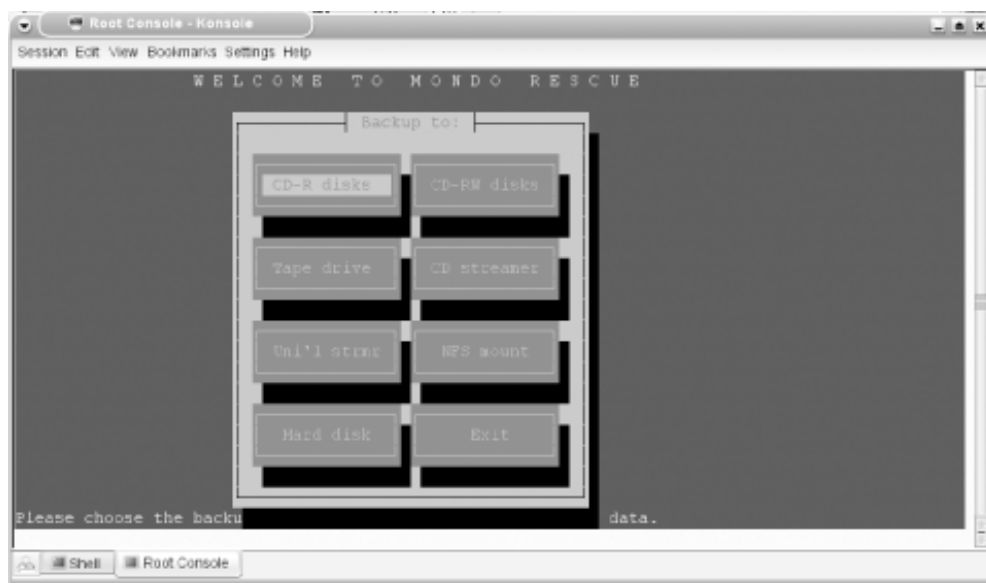 Root Console - Konsole
Session Edit View Bookmarks Settings Help
WELCOME TO MONDO RESCUE
Backup to:
CD-R disks CD-RW disks
Tape drive CD streamer
Uni'l strmr NFS mount
Hard disk Exit
Please choose the backu data.
Shell Root Console